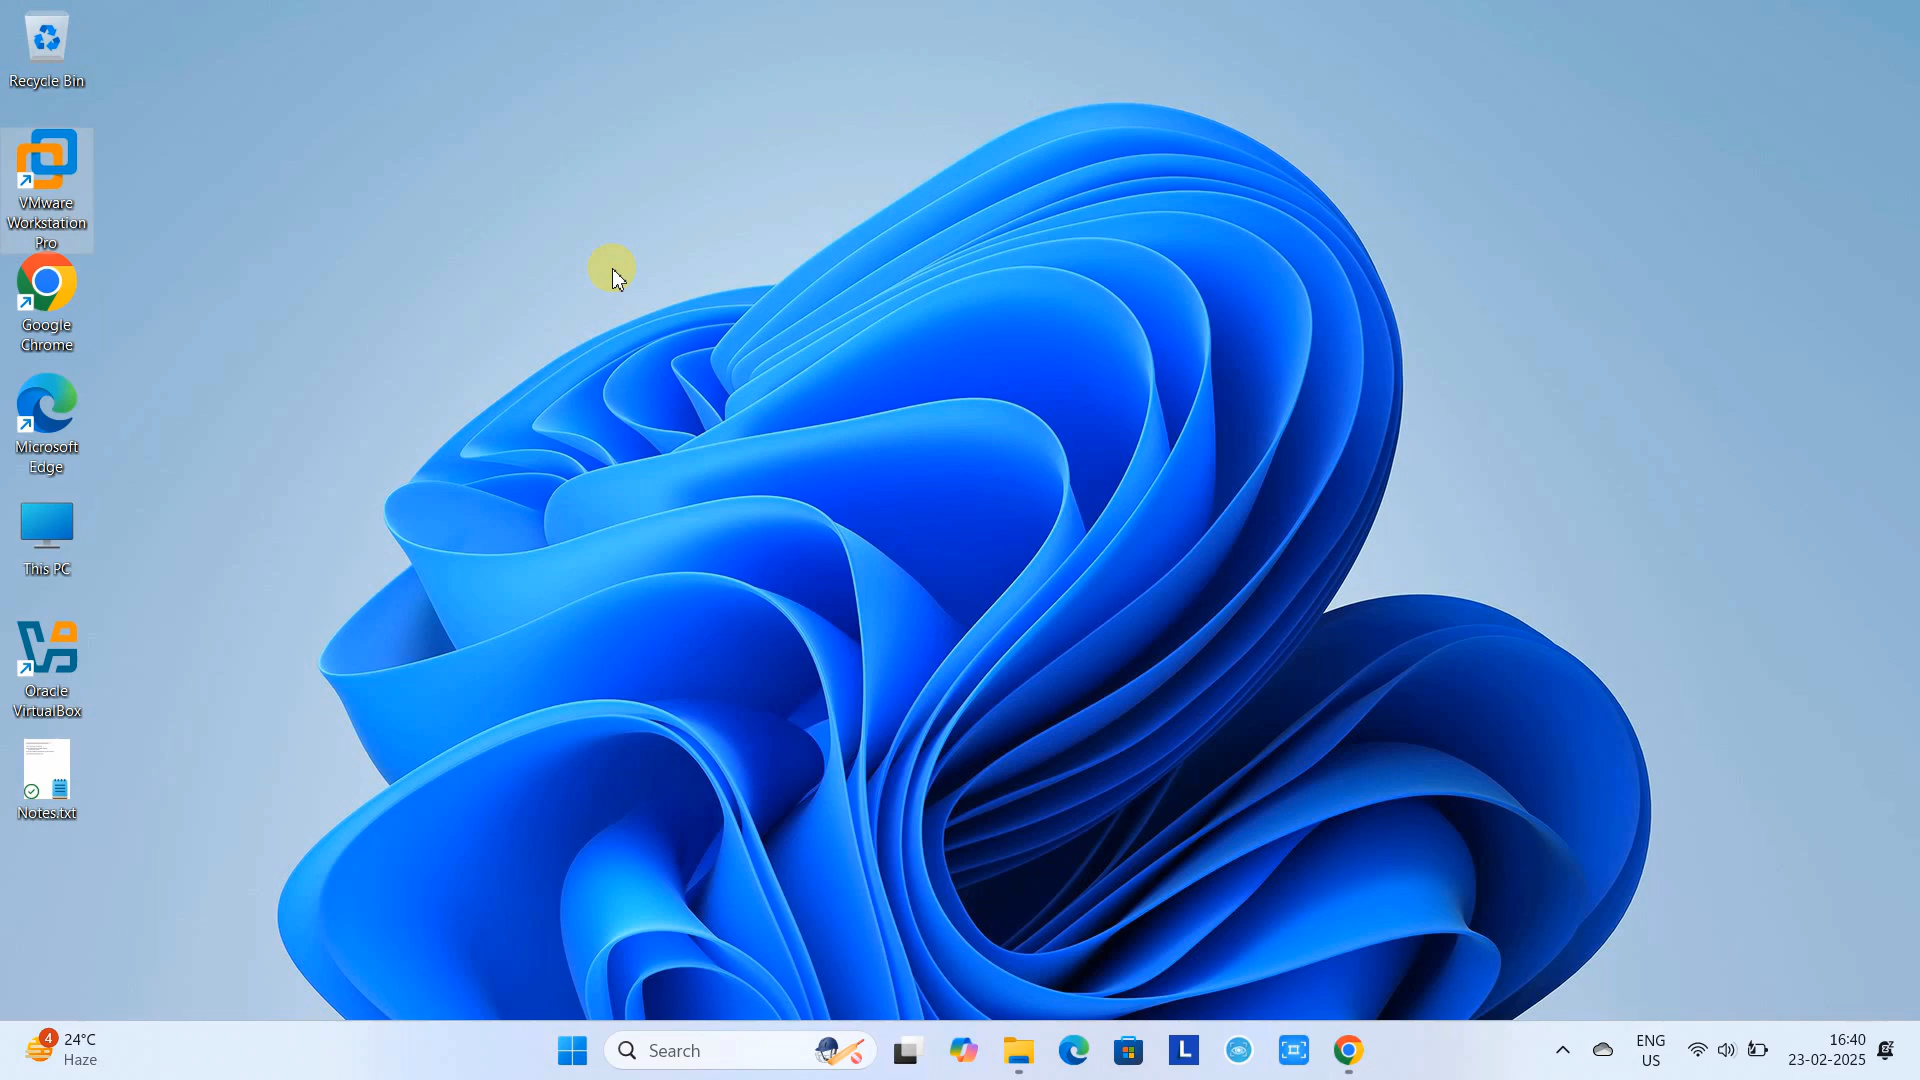 Recycle Bin
VMware
Workstation
Pro
Google
Chrome
Microsoft
Edge
This PC
Oracle
VirtualBox
Notes.txt
4
24°C
Haze
Search
L
ENG
US
16:40
23-02-2025